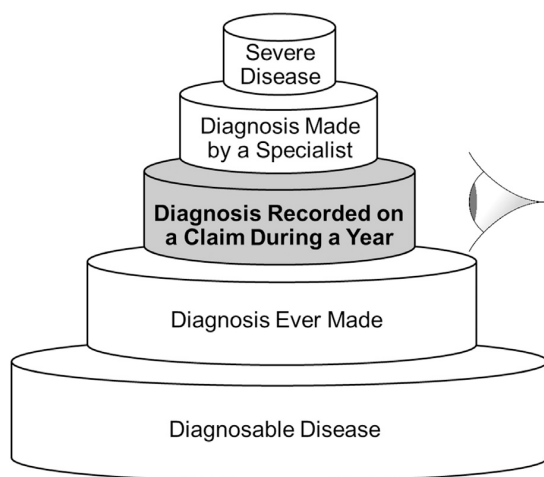 Severe
Disease
Diagnosis Made
by a Specialist
Diagnosis Recorded on
a Claim During a Year
Diagnosis Ever Made
Diagnosable Disease